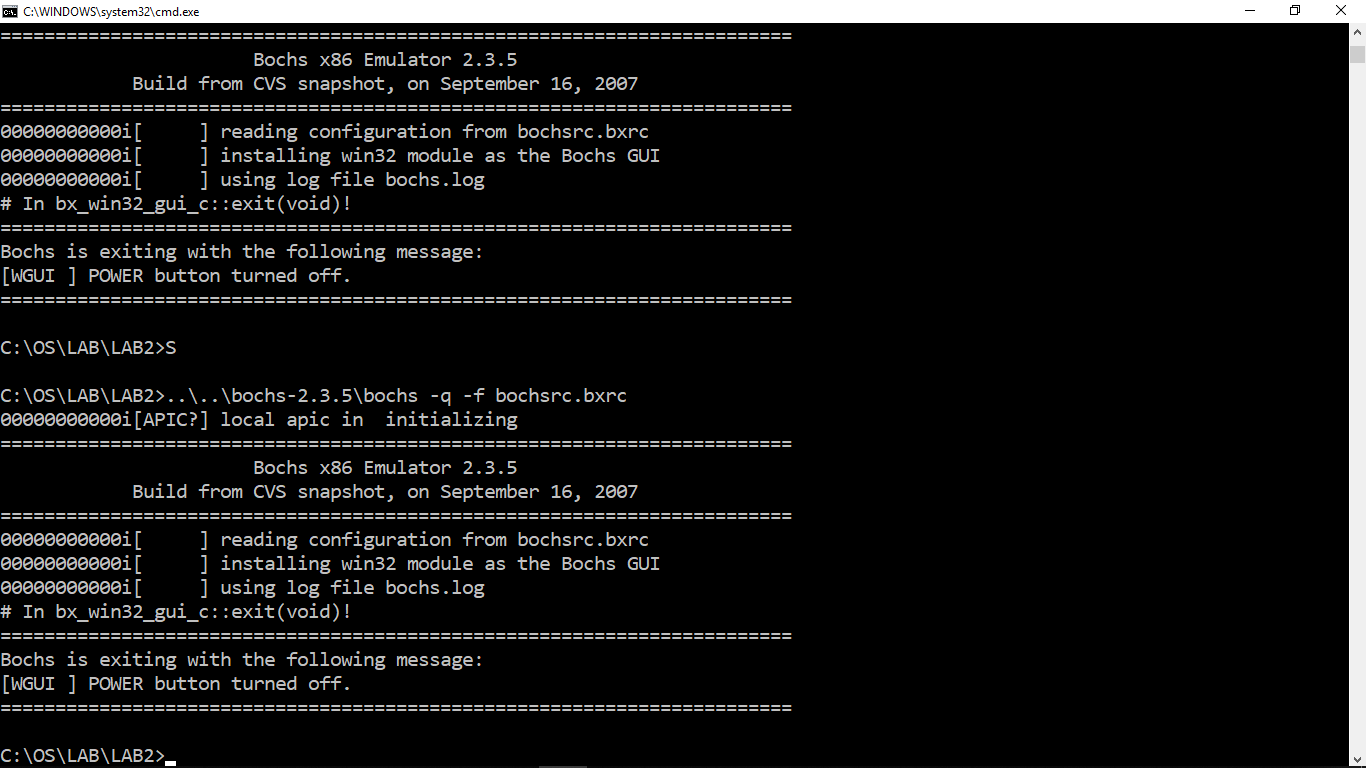 C:\WINDOWS\system32\cmd.exe
========================================================================
Bochs x86 Emulator 2.3.5
Build from CVS snapshot, on September 16, 2007
========================================================================
00000000000i[     ] reading configuration from bochsrc.bxrc
00000000000i[     ] installing win32 module as the Bochs GUI
00000000000i[     ] using log file bochs.log
# In bx_win32_gui_c::exit(void)!
========================================================================
Bochs is exiting with the following message:
[WGUI ] POWER button turned off.
========================================================================
C:\OS\LAB\LAB2>S
C:\OS\LAB\LAB2>..\..\bochs-2.3.5\bochs -q -f bochsrc.bxrc
00000000000i[APIC?] local apic in  initializing
========================================================================
Bochs x86 Emulator 2.3.5
Build from CVS snapshot, on September 16, 2007
========================================================================
00000000000i[     ] reading configuration from bochsrc.bxrc
00000000000i[     ] installing win32 module as the Bochs GUI
00000000000i[     ] using log file bochs.log
# In bx_win32_gui_c::exit(void)!
========================================================================
Bochs is exiting with the following message:
[WGUI ] POWER button turned off.
========================================================================
C:\OS\LAB\LAB2>